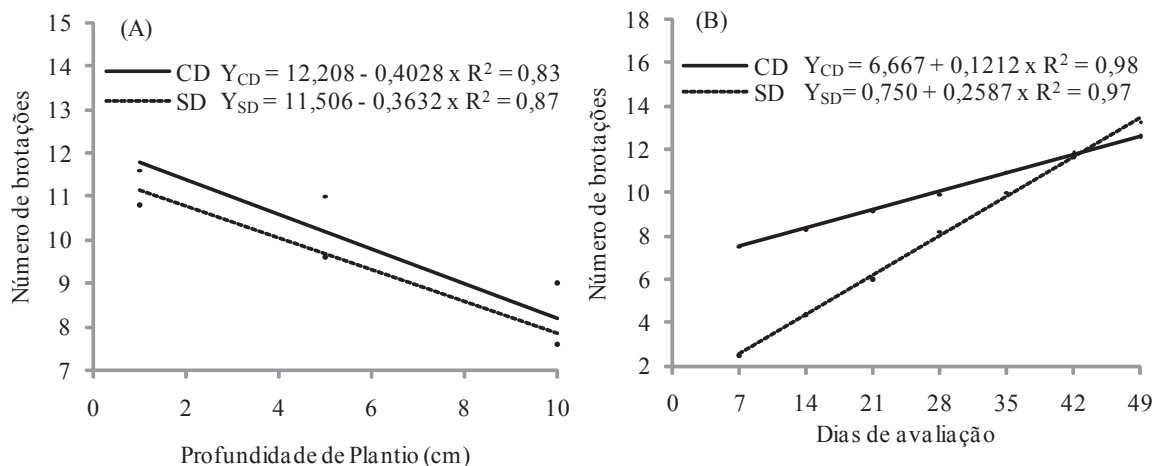 (A)
CD Y_CD = 12,208 - 0,4028 x R² = 0,83
SD Y_SD = 11,506 - 0,3632 x R² = 0,87
Número de brotações
15
14
13
12
11
10
9
8
7
0 2 4 6 8 10
Profundidade de Plantio (cm)
(B)
CD Y_CD = 6,667 + 0,1212 x R² = 0,98
SD Y_SD= 0,750 + 0,2587 x R² = 0,97
Número de brotações
18
16
14
12
10
8
6
4
2
0 7 14 21 28 35 42 49
Dias de avaliação